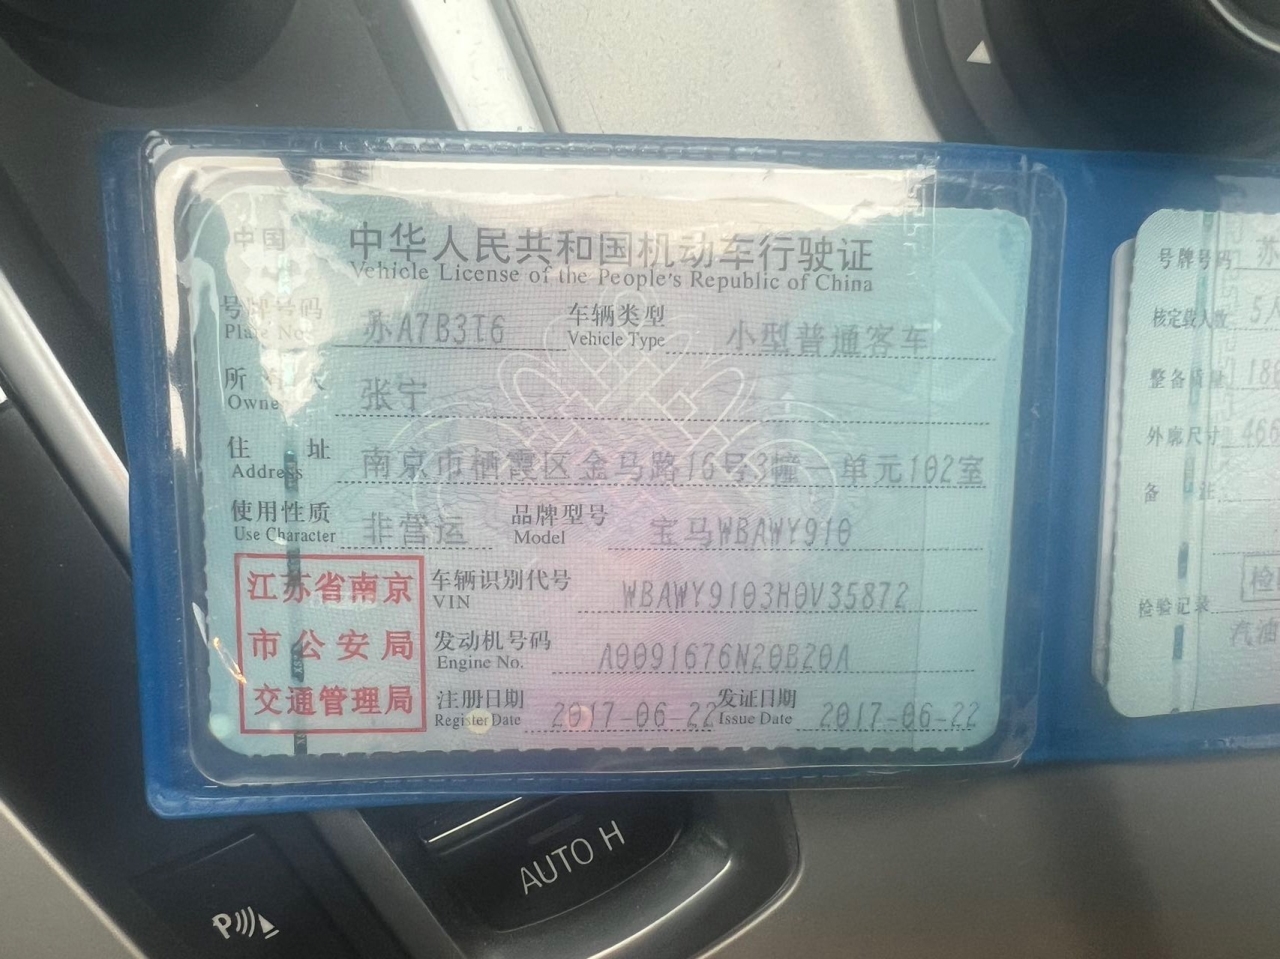 中国
中华人民共和国机动车行驶证
Vehicle License of the People's Republic of China
号牌号码 苏A7B3T6 车辆类型 小型普通客车
Plate No. Vehicle Type
所有人 张宁
Owner
住址 南京市栖霞区金马路16号3幢一单元102室
Address
使用性质 非营运 品牌型号 宝马WBAWY910
Use Character Model
江苏省南京
市公安局
交通管理局
车辆识别代号 WBAWY9103H0V35872
VIN
发动机号码 A0091676N20B20A
Engine No.
注册日期 2017-06-22 发证日期 2017-06-22
Register Date Issue Date
号牌号码 苏
核定载人数 5人
整备质量 18
外廓尺寸 466
备注
检验记录 检
汽油
AUTO H
P